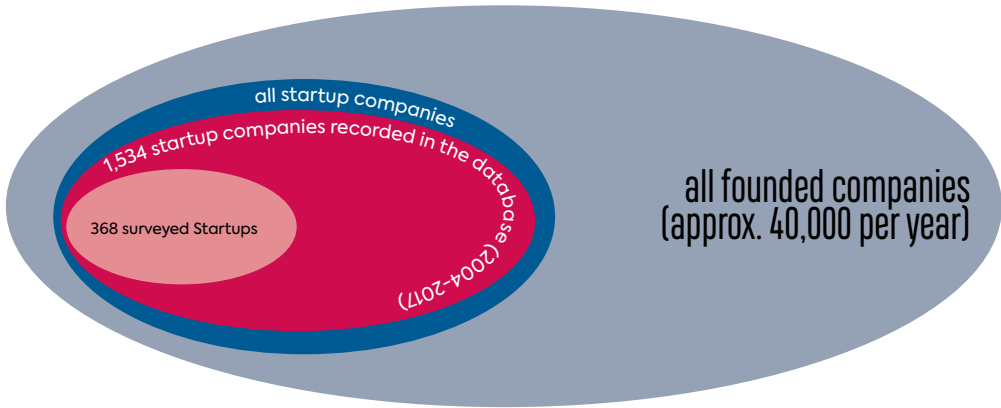 all startup companies
1,534 startup companies recorded in the database (2004-2017)
368 surveyed Startups
all founded companies
(approx. 40,000 per year)